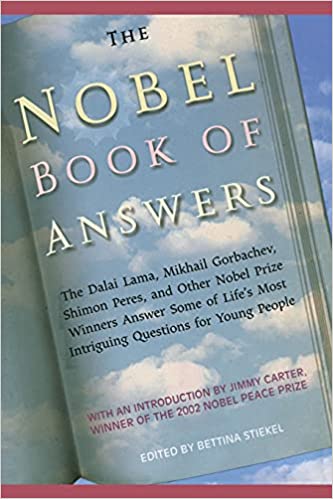 THE
NOBEL
BOOK OF
ANSWERS
The Dalai Lama, Mikhail Gorbachev,
Shimon Peres, and Other Nobel Prize
Winners Answer Some of Life's Most
Intriguing Questions for Young People
WITH AN INTRODUCTION BY JIMMY CARTER,
WINNER OF THE 2002 NOBEL PEACE PRIZE
EDITED BY BETTINA STIEKEL